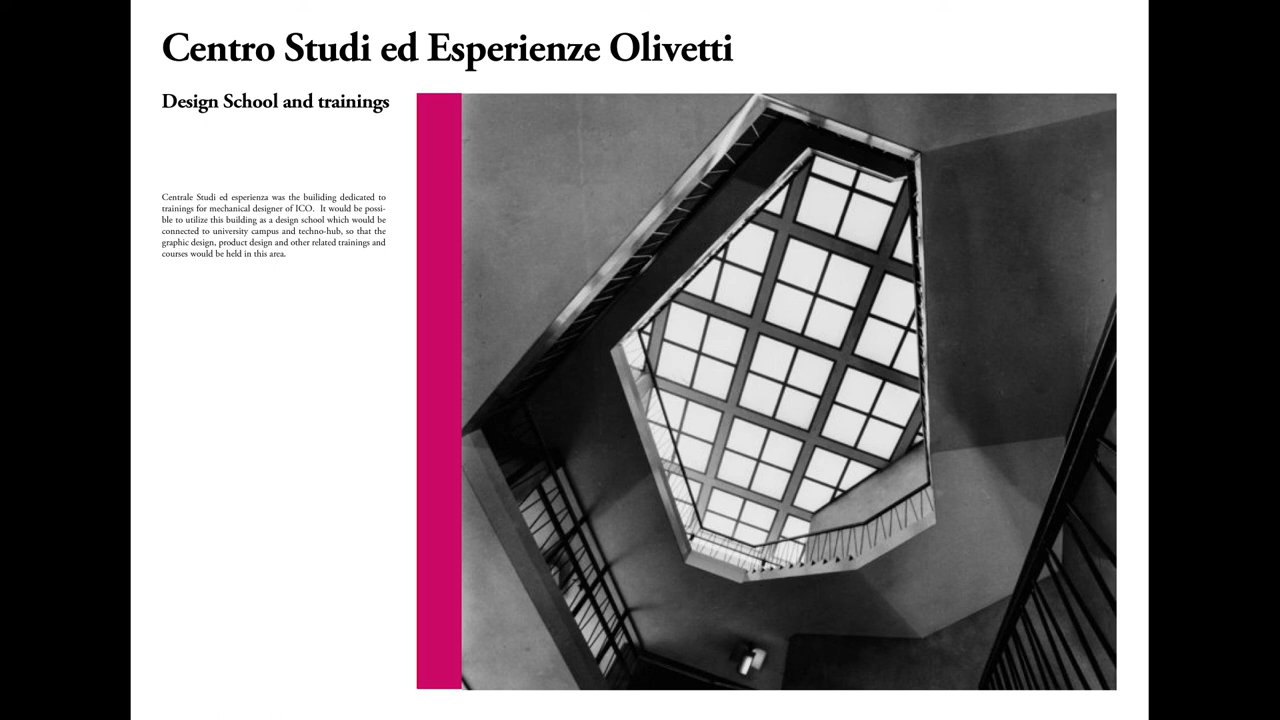 Centro Studi ed Esperienze Olivetti
Design School and trainings
Centrale Studi ed esperienza was the builiding dedicated to
trainings for mechanical designer of ICO. It would be possi-
ble to utilize this building as a design school which would be
connected to university campus and techno-hub, so that the
graphic design, product design and other related trainings and
courses would be held in this area.